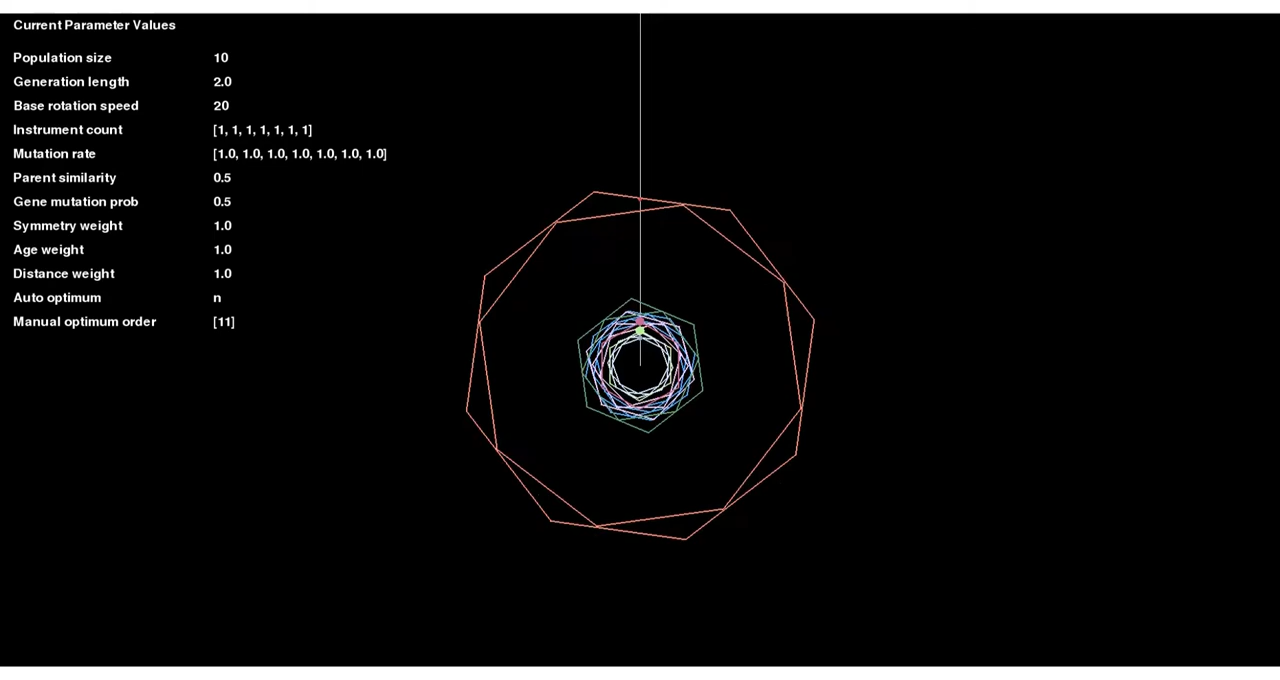 Current Parameter Values
Population size 10
Generation length 2.0
Base rotation speed 20
Instrument count [1, 1, 1, 1, 1, 1, 1]
Mutation rate [1.0, 1.0, 1.0, 1.0, 1.0, 1.0, 1.0]
Parent similarity 0.5
Gene mutation prob 0.5
Symmetry weight 1.0
Age weight 1.0
Distance weight 1.0
Auto optimum n
Manual optimum order [11]